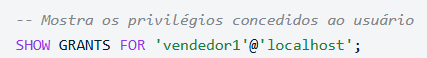 -- Mostra os privilégios concedidos ao usuário
SHOW GRANTS FOR 'vendedor1'@'localhost';